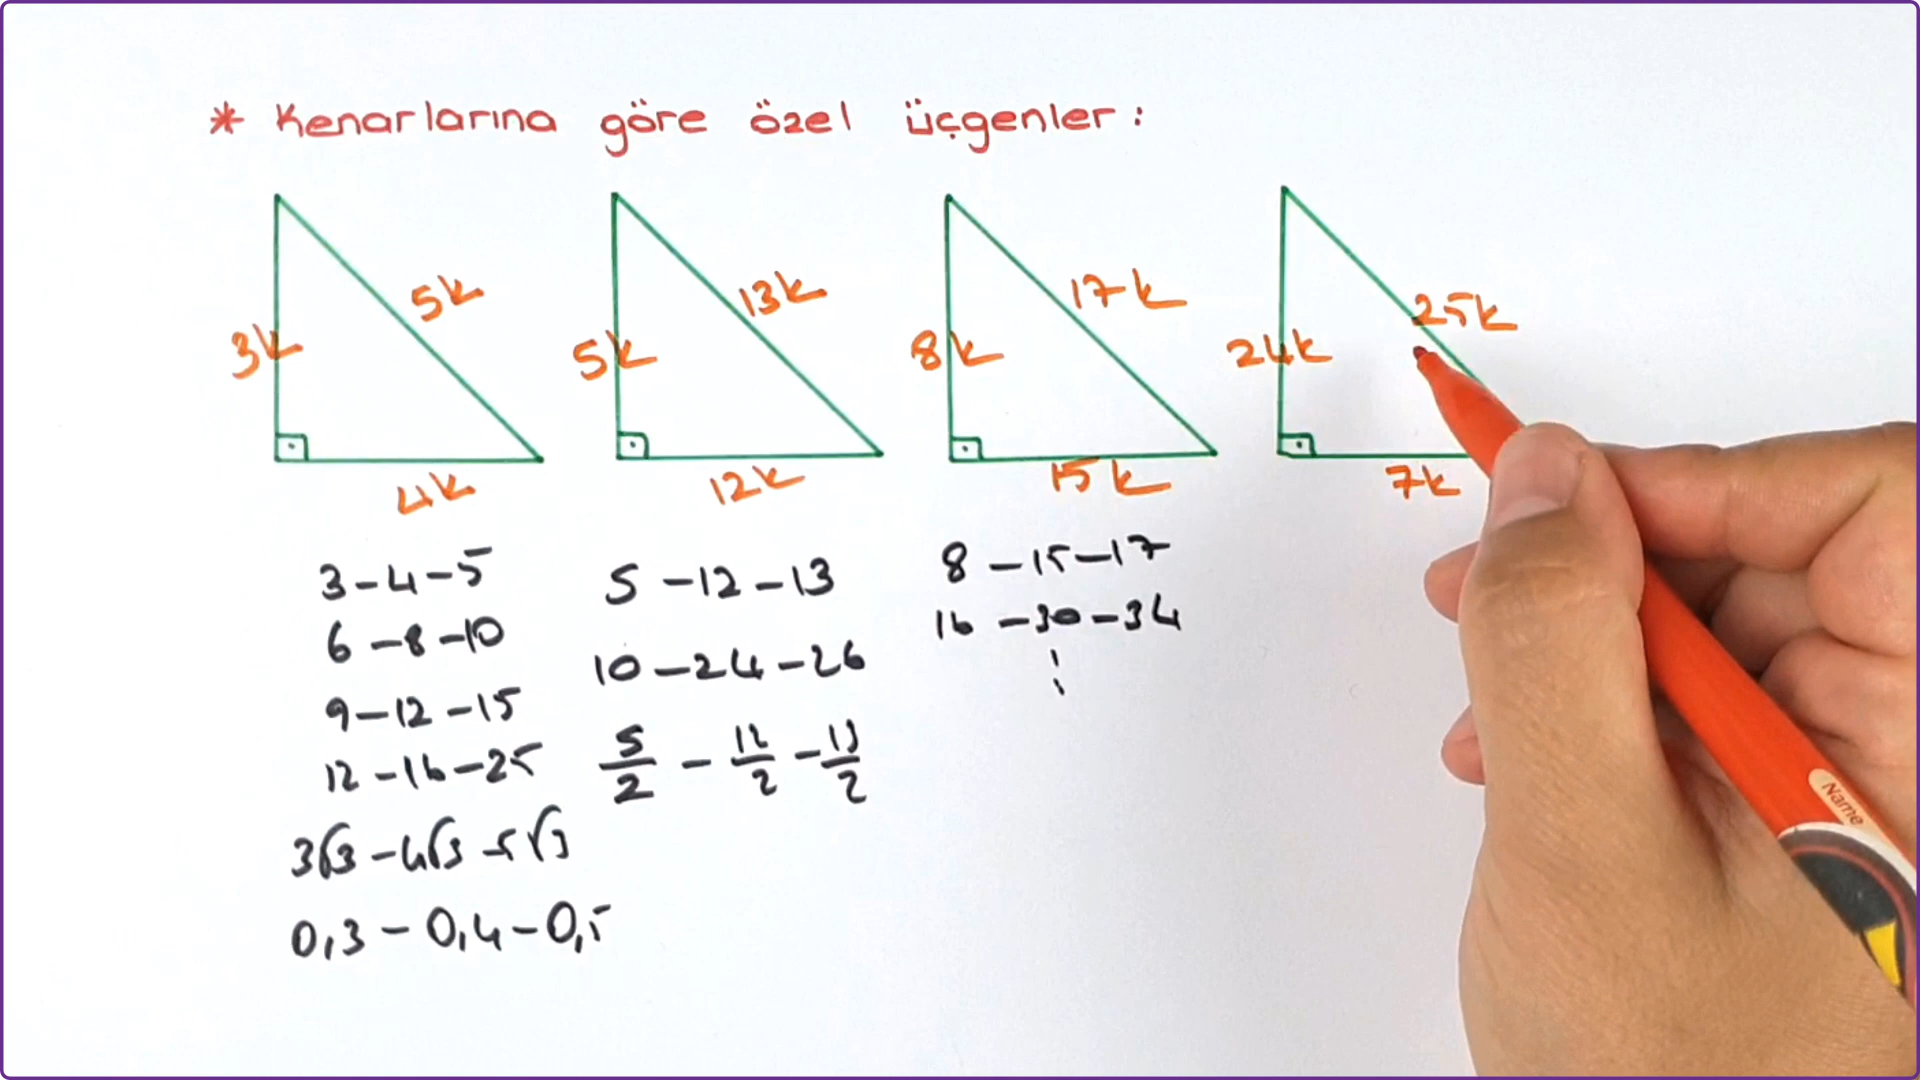 * Kenarlarına göre özel üçgenler:
3k
5k
4k
5k
13k
12k
8k
17k
15k
24k
25k
7k
3-4-5
6-8-10
9-12-15
12-16-25
3√3-4√3-5√3
0,3-0,4-0,5
5-12-13
10-24-26
5/2 - 12/2 - 13/2
8-15-17
16-30-34
Name